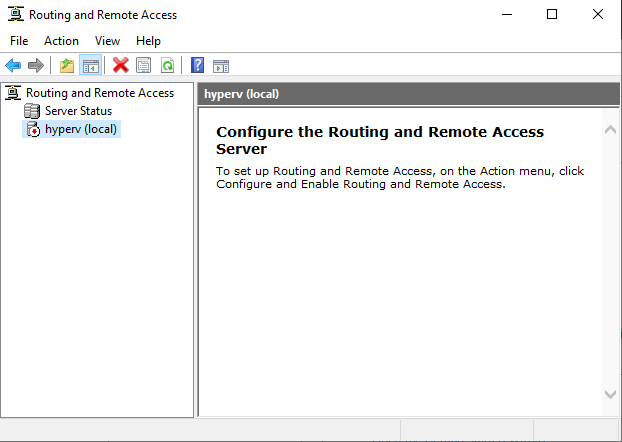 Routing and Remote Access
File Action View Help
Routing and Remote Access
Server Status
hyperv (local)
hyperv (local)
Configure the Routing and Remote Access
Server
To set up Routing and Remote Access, on the Action menu, click
Configure and Enable Routing and Remote Access.